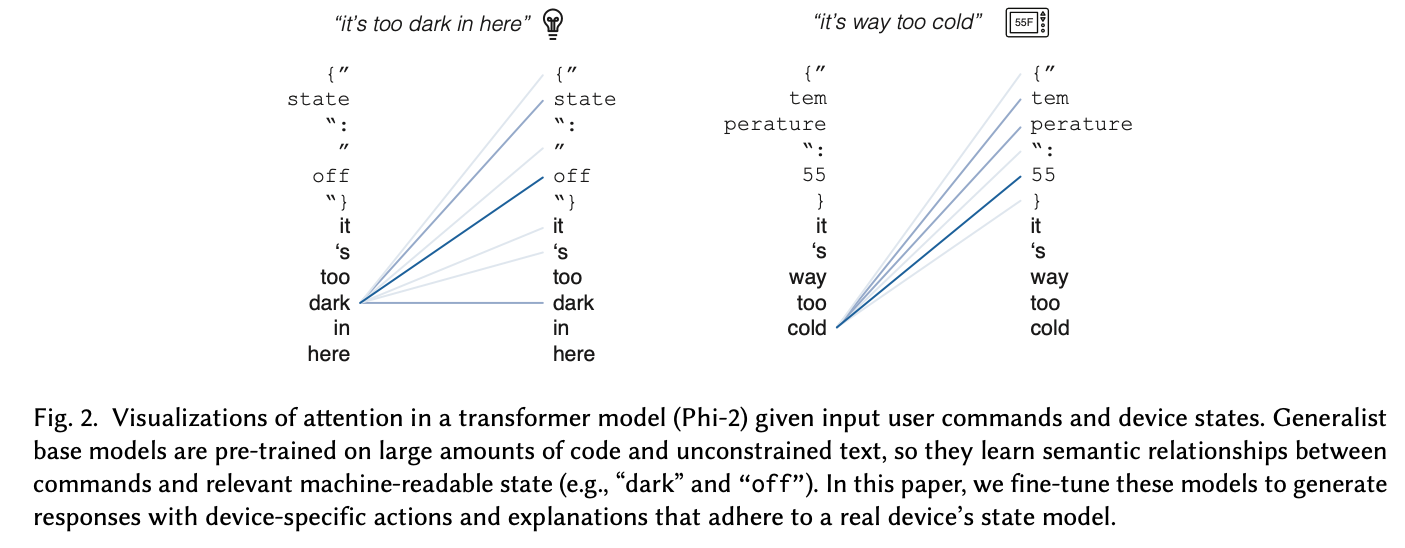 “it’s too dark in here”
{”
state
“:
”
off
“}
it
‘s
too
dark
in
here
{”
state
“:
”
off
“}
it
‘s
too
dark
in
here
“it’s way too cold”
55F
{”
tem
perature
“:
55
}
it
‘s
way
too
cold
{”
tem
perature
“:
55
}
it
‘s
way
too
cold
Fig. 2. Visualizations of attention in a transformer model (Phi-2) given input user commands and device states. Generalist
base models are pre-trained on large amounts of code and unconstrained text, so they learn semantic relationships between
commands and relevant machine-readable state (e.g., “dark” and “off”). In this paper, we fine-tune these models to generate
responses with device-specific actions and explanations that adhere to a real device’s state model.